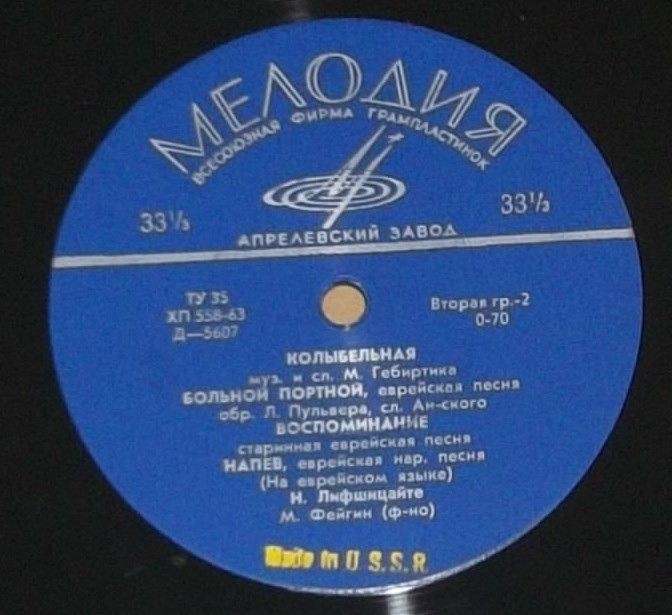 МЕЛОДИЯ
ВСЕСОЮЗНАЯ ФИРМА ГРАМПЛАСТИНОК
33⅓ 33⅓
АПРЕЛЕВСКИЙ ЗАВОД
ТУ 35
ХП 558-63
Д—5607
Вторая гр.-2
0-70
КОЛЫБЕЛЬНАЯ
муз. и сл. М. Гебиртика
БОЛЬНОЙ ПОРТНОЙ, еврейская песня
обр. Л. Пульвера, сл. Ан-ского
ВОСПОМИНАНИЕ
старинная еврейская песня
НАПЕВ, еврейская нар. песня
(На еврейском языке)
Н. Лифшицайте
М. Фейгин (ф-но)
Made in U.S.S.R.